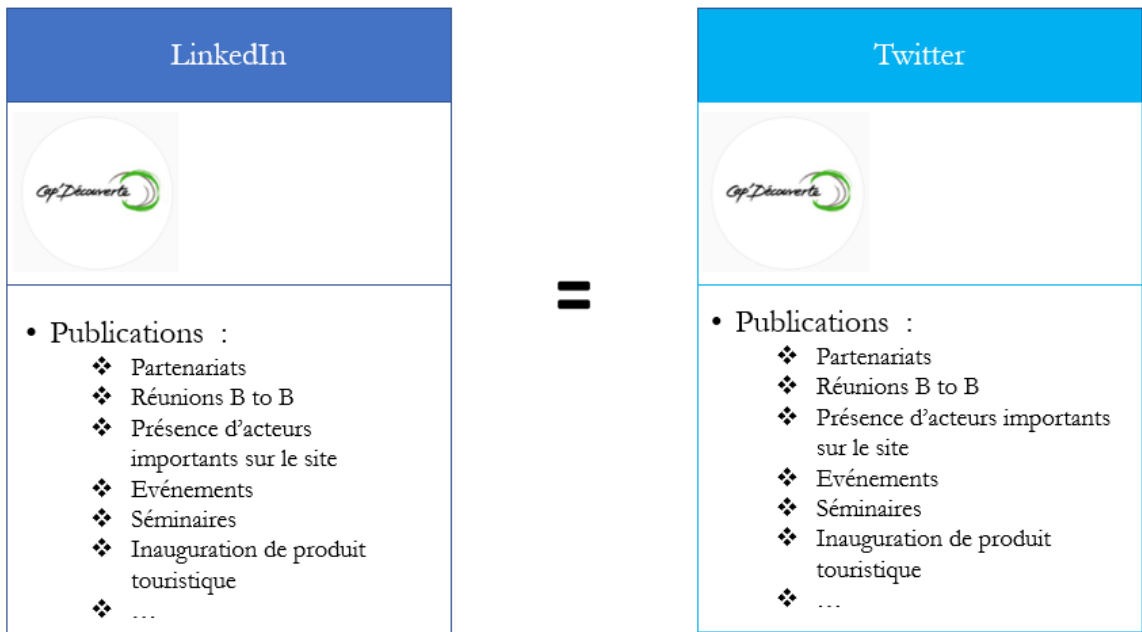 LinkedIn
Cap'Découverte
• Publications :
❖ Partenariats
❖ Réunions B to B
❖ Présence d’acteurs
importants sur le site
❖ Evénements
❖ Séminaires
❖ Inauguration de produit
touristique
❖ …
=
Twitter
Cap'Découverte
• Publications :
❖ Partenariats
❖ Réunions B to B
❖ Présence d’acteurs importants
sur le site
❖ Evénements
❖ Séminaires
❖ Inauguration de produit
touristique
❖ …